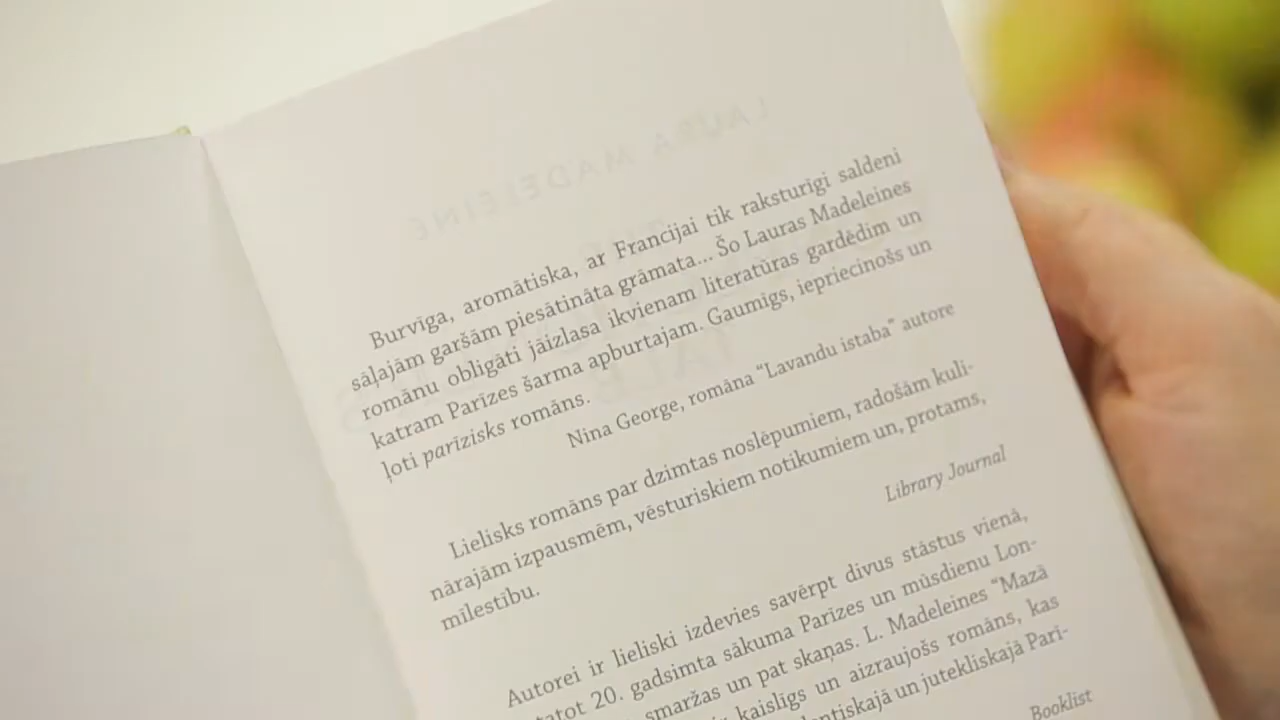 Burvīga, aromātiska, ar Francijai tik raksturīgi saldeni
sāļajām garšām piesātināta grāmata... Šo Lauras Madeleines
romānu obligāti jāizlasa ikvienam literatūras gardēdim un
katram Parīzes šarma apburtajam. Gaumīgs, iepriecinošs un
ļoti parīzisks romāns.
Nina George, romāna “Lavandu istaba” autore
Lielisks romāns par dzimtas noslēpumiem, radošām kuli-
nārajām izpausmēm, vēsturiskiem notikumiem un, protams,
mīlestību.
Library Journal
Autorei ir lieliski izdevies savērpt divus stāstus vienā,
20. gadsimta sākuma Parīzes un mūsdienu Lon-
smaržas un pat skaņas. L. Madeleines “Mazā
kaislīgs un aizraujošs romāns, kas
un jutekliskajā Parī-
Booklist
LAURA MADELEINE